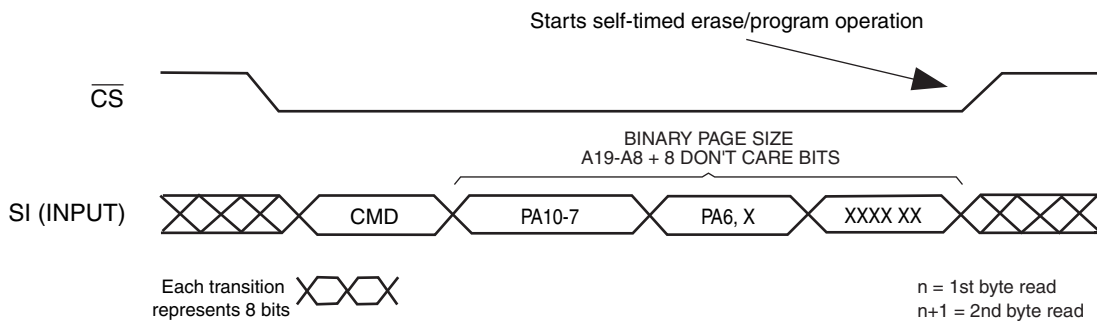 Starts self-timed erase/program operation
CS
BINARY PAGE SIZE
A19-A8 + 8 DON'T CARE BITS
SI (INPUT)
CMD
PA10-7
PA6, X
XXXX XX
Each transition
represents 8 bits
n = 1st byte read
n+1 = 2nd byte read